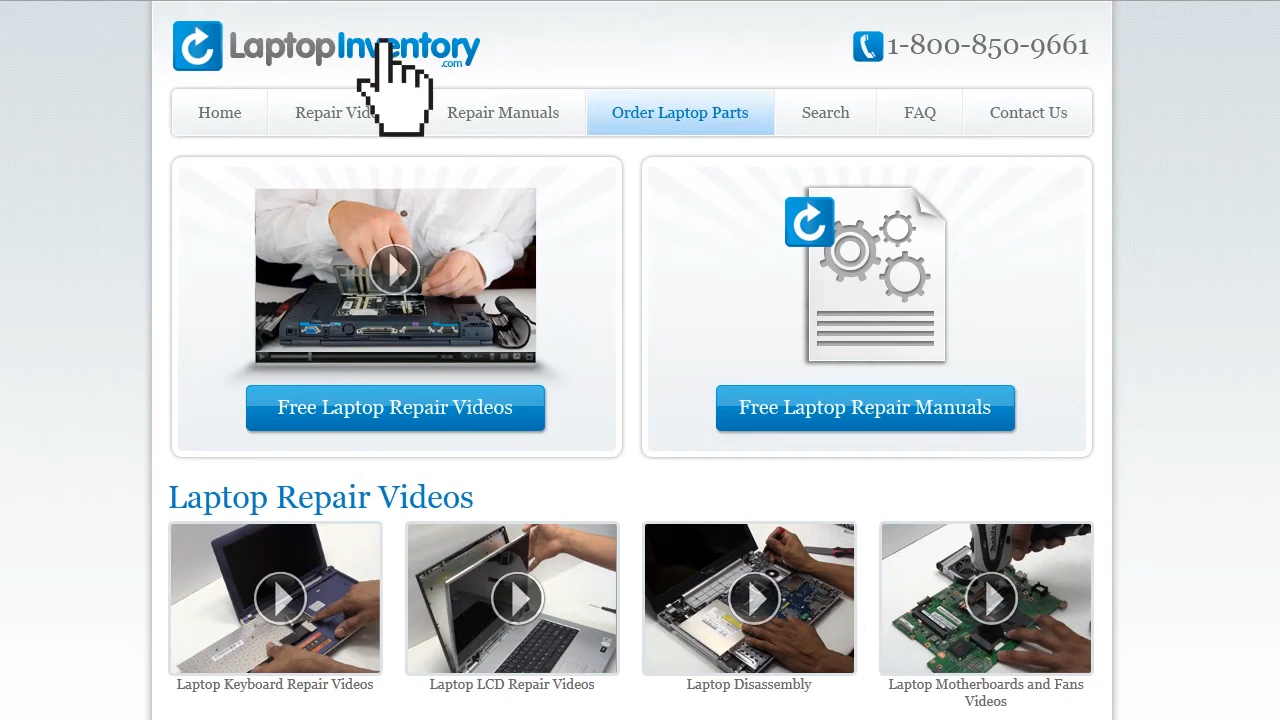 LaptopInventory
.com
1-800-850-9661
Home
Repair Manuals
Order Laptop Parts
Search
FAQ
Contact Us
Free Laptop Repair Videos
Free Laptop Repair Manuals
Laptop Repair Videos
Laptop Keyboard Repair Videos
Laptop LCD Repair Videos
Laptop Disassembly
Laptop Motherboards and Fans
Videos